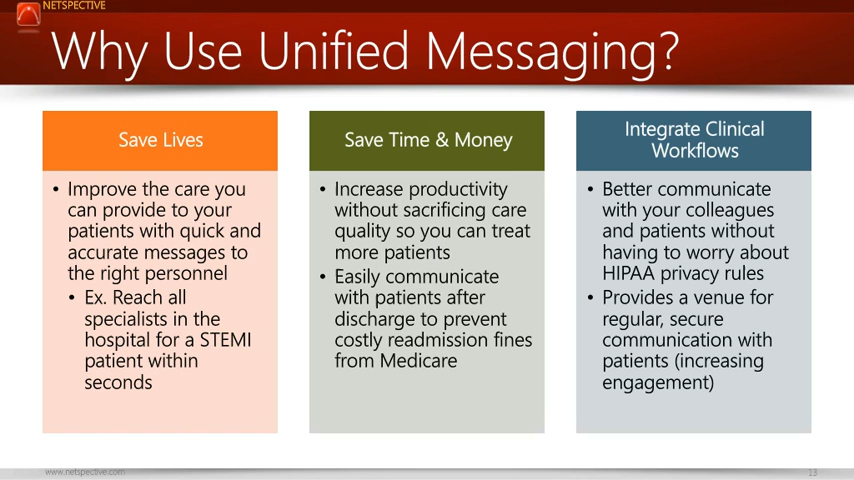 NETSPECTIVE
Why Use Unified Messaging?
Save Lives
• Improve the care you
can provide to your
patients with quick and
accurate messages to
the right personnel
• Ex. Reach all
specialists in the
hospital for a STEMI
patient within
seconds
Save Time & Money
• Increase productivity
without sacrificing care
quality so you can treat
more patients
• Easily communicate
with patients after
discharge to prevent
costly readmission fines
from Medicare
Integrate Clinical
Workflows
• Better communicate
with your colleagues
and patients without
having to worry about
HIPAA privacy rules
• Provides a venue for
regular, secure
communication with
patients (increasing
engagement)
www.netspective.com
13